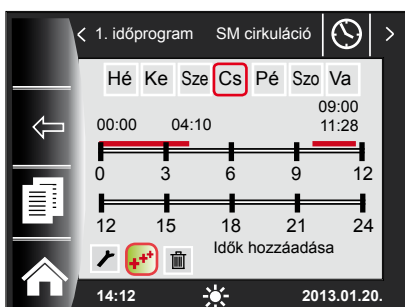 1. időprogram SM cirkuláció
Hé Ke Sze Cs Pé Szo Va
09:00
00:00 04:10 11:28
0 3 6 9 12
12 15 18 21 24
Idők hozzáadása
14:12 2013.01.20.